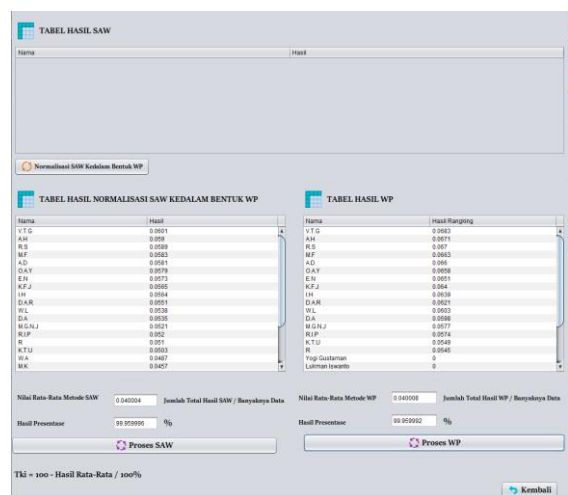 TABEL HASIL SAW
Nama Hasil
Normalisasi SAW Kedalam Bentuk WP
TABEL HASIL NORMALISASI SAW KEDALAM BENTUK WP
Nama Hasil
V.T.G 0.0601
A.H 0.059
R.S 0.0589
M.F 0.0583
A.D 0.0581
O.A.Y 0.0579
E.N 0.0573
K.F.J 0.0565
I.H 0.0564
D.A.R 0.0551
W.L 0.0538
D.A 0.0535
M.G.N.J 0.0521
R.I.P 0.052
R 0.051
K.T.U 0.0503
W.A 0.0487
M.K 0.0457
TABEL HASIL WP
Nama Hasil Rangking
V.T.G 0.0683
A.H 0.0671
R.S 0.067
M.F 0.0663
A.D 0.066
O.A.Y 0.0658
E.N 0.0651
K.F.J 0.064
I.H 0.0638
D.A.R 0.0621
W.L 0.0603
D.A 0.0598
M.G.N.J 0.0577
R.I.P 0.0574
K.T.U 0.0549
R 0.0545
Yogi Gustaman 0
Lukman Iswanto 0
Nilai Rata-Rata Metode SAW 0.040004 Jumlah Total Hasil SAW / Banyaknya Data
Hasil Presentase 99.959996 %
Proses SAW
Nilai Rata-Rata Metode WP 0.040008 Jumlah Total Hasil WP / Banyaknya Data
Hasil Presentase 99.959992 %
Proses WP
Tki = 100 - Hasil Rata-Rata / 100%
Kembali